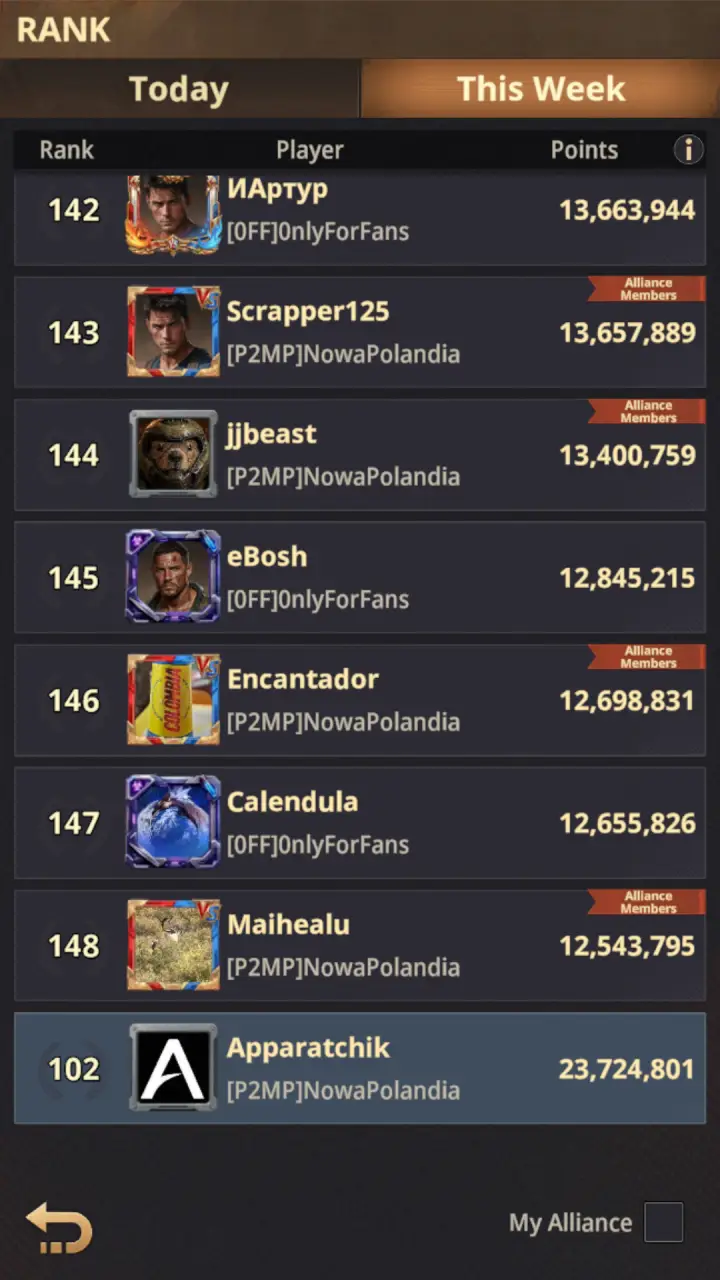 RANK
Today
This Week
Rank
Player
Points
i
142
ИАртур
[0FF]0nlyForFans
13,663,944
143
Scrapper125
[P2MP]NowaPolandia
Alliance
Members
13,657,889
144
jjbeast
[P2MP]NowaPolandia
Alliance
Members
13,400,759
145
eBosh
[0FF]0nlyForFans
12,845,215
146
COLOMBIA
Encantador
[P2MP]NowaPolandia
Alliance
Members
12,698,831
147
Calendula
[0FF]0nlyForFans
12,655,826
148
Maihealu
[P2MP]NowaPolandia
Alliance
Members
12,543,795
102
A
Apparatchik
[P2MP]NowaPolandia
23,724,801
My Alliance